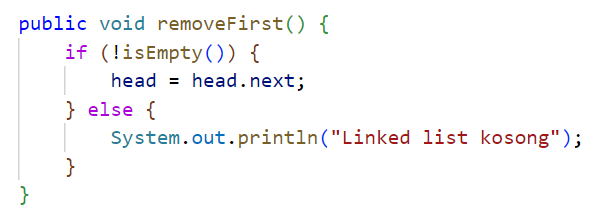 public void removeFirst() {
    if (!isEmpty()) {
        head = head.next;
    } else {
        System.out.println("Linked list kosong");
    }
}